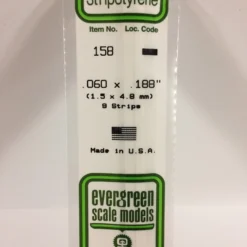 Stripstyrene
Item No. Loc. Code
158
.060 x .188"
(1.5 x 4.8 mm)
9 Strips
Made in U.S.A.
evergreen
scale models